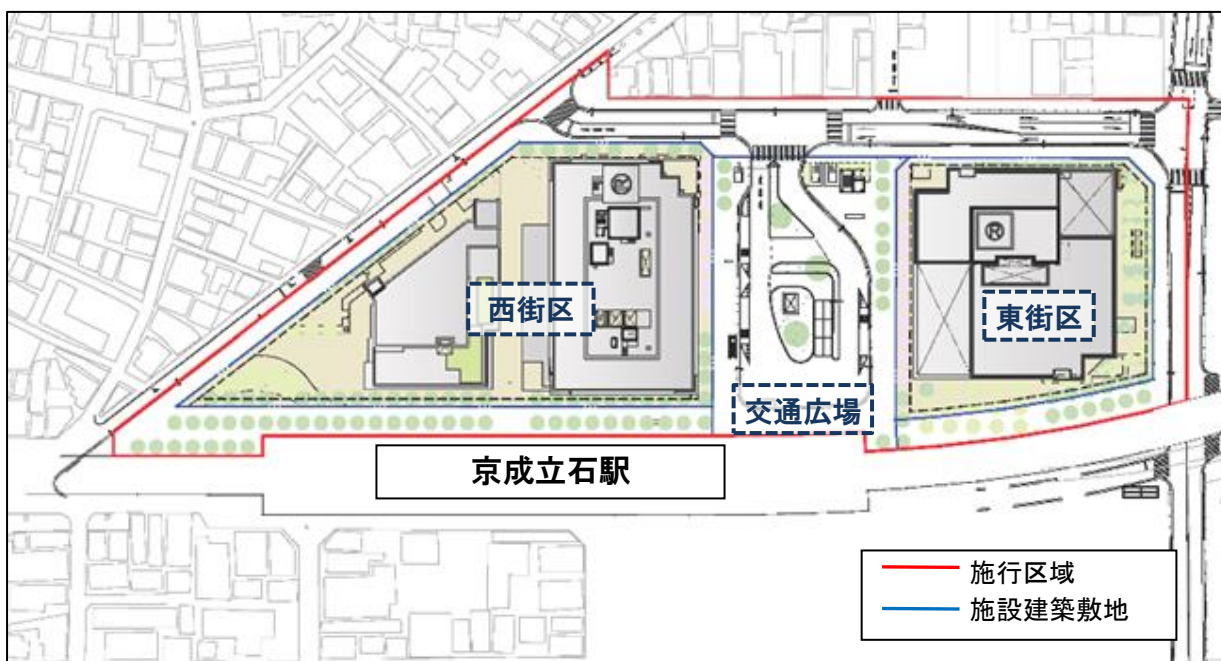 西街区
東街区
交通広場
京成立石駅
施行区域
施設建築敷地